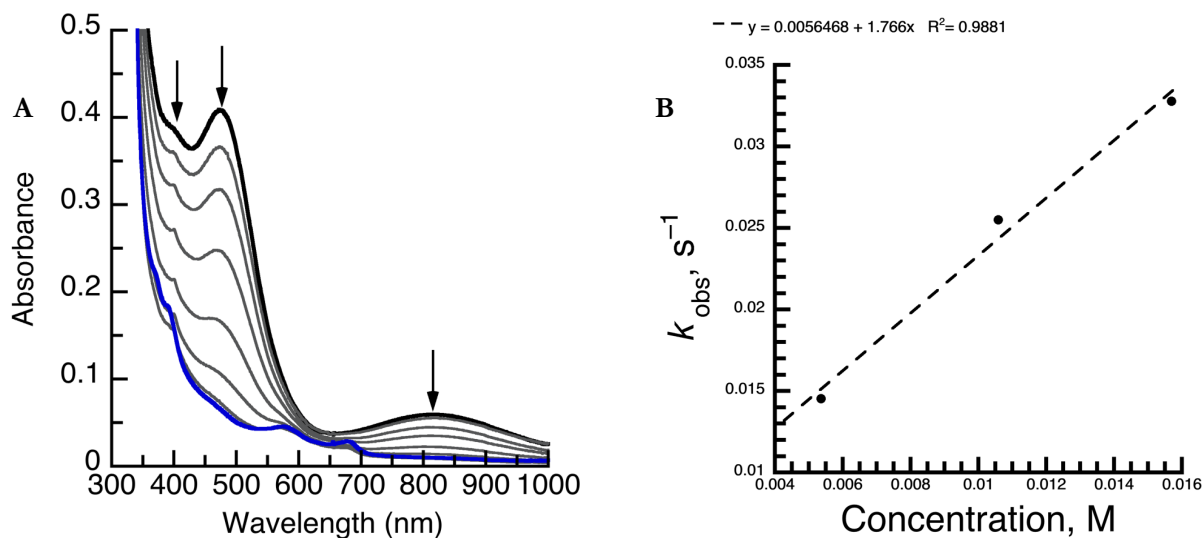 A
0.5
0.4
0.3
0.2
0.1
0
Absorbance
300 400 500 600 700 800 900 1000
Wavelength (nm)
B
y = 0.0056468 + 1.766x R²= 0.9881
0.035
0.03
0.025
0.02
0.015
0.01
k obs, s⁻¹
0.004 0.006 0.008 0.01 0.012 0.014 0.016
Concentration, M